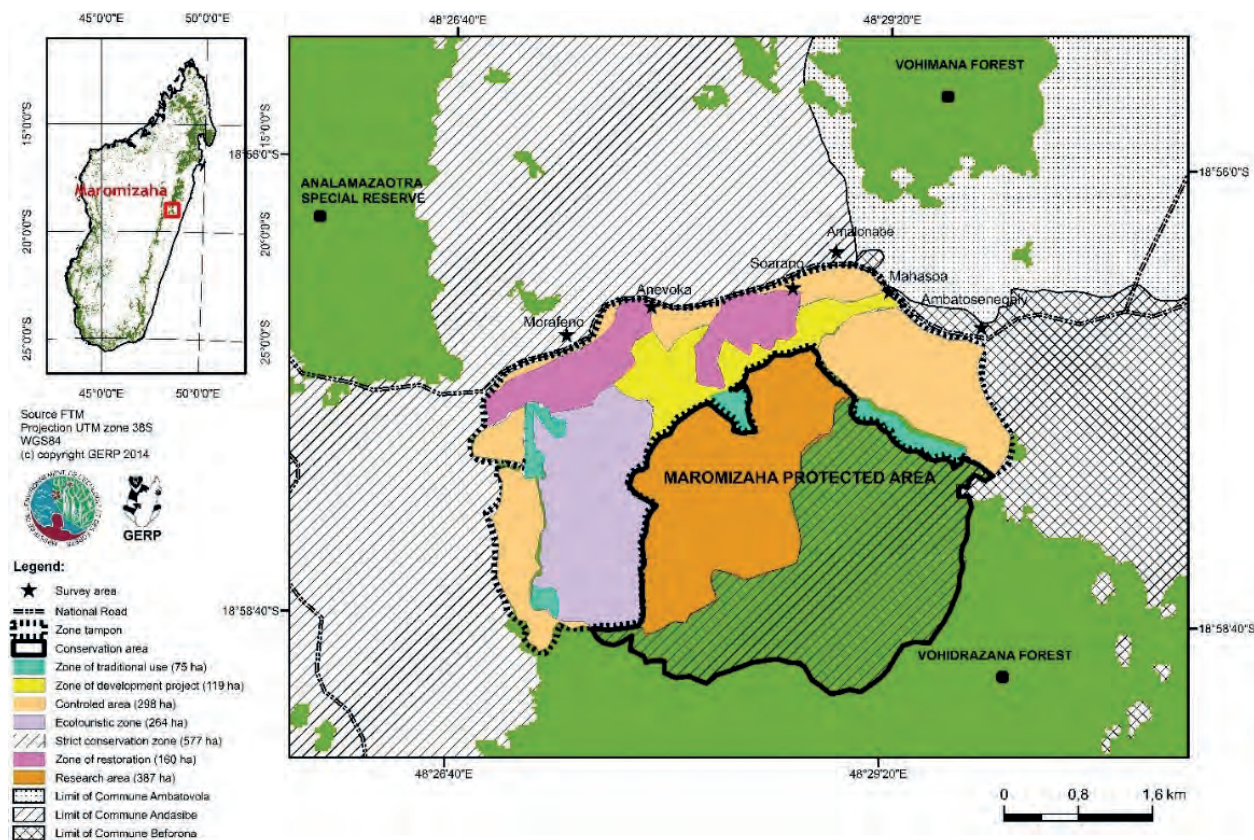 45°0'0"E 50°0'0"E
15°0'0"S
20°0'0"S
25°0'0"S
45°0'0"E 50°0'0"E
Maromizaha
Source FTM
Projection UTM zone 38S
WGS84
(c) copyright GERP 2014
GERP
Legend:
Survey area
National Road
Zone tampon
Conservation area
Zone of traditional use (75 ha)
Zone of development project (119 ha)
Controled area (298 ha)
Ecotouristic zone (264 ha)
Strict conservation zone (577 ha)
Zone of restoration (160 ha)
Research area (387 ha)
Limit of Commune Ambatovola
Limit of Commune Andasibe
Limit of Commune Beforona
48°26'40"E 48°29'20"E
18°58'0"S
18°56'0"S
VOHIMANA FOREST
ANALAMAZAOTRA
SPECIAL RESERVE
Soarano
Mahasoa
Anevoka
Ambatosenegaly
Morafeno
MAROMIZAHA PROTECTED AREA
18°58'40"S
18°58'40"S
VOHIDRAZANA FOREST
48°26'40"E 48°29'20"E
0 0,8 1,6 km